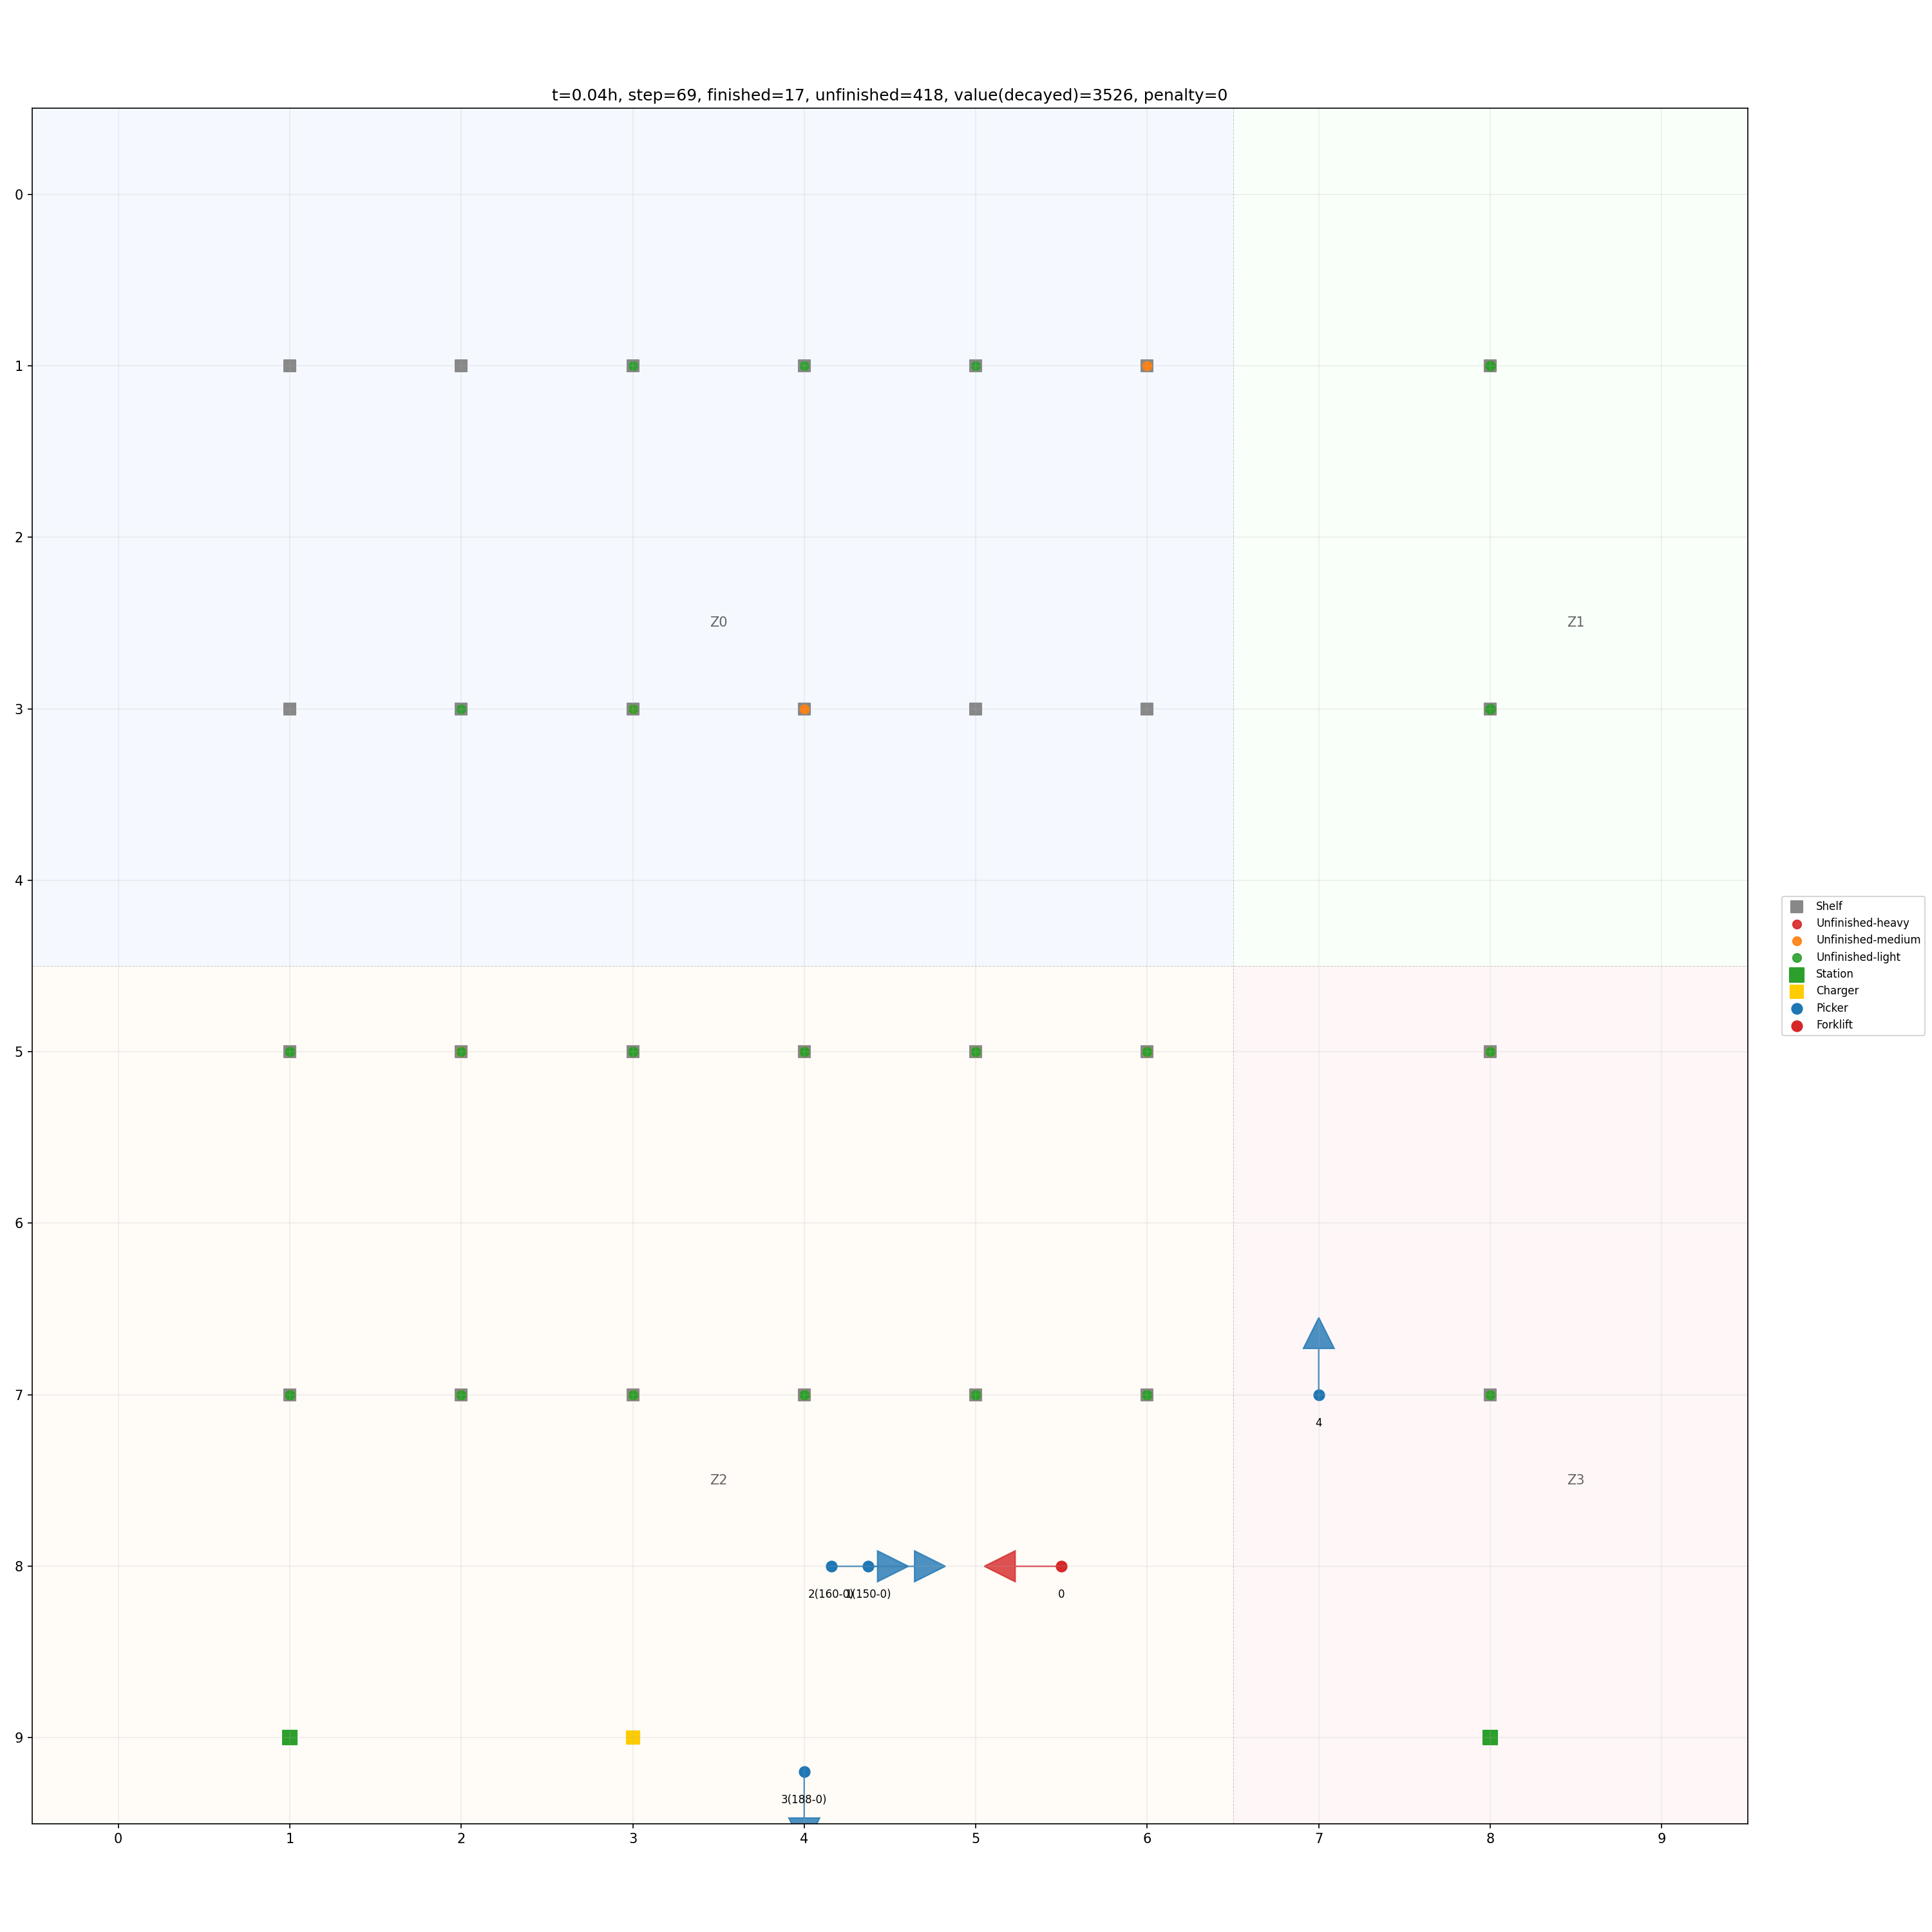 t=0.04h, step=69, finished=17, unfinished=418, value(decayed)=3526, penalty=0
0
1
2
Z0
Z1
3
4
Shelf
Unfinished-heavy
Unfinished-medium
Unfinished-light
Station
Charger
Picker
Forklift
5
6
7
4
Z2
Z3
8
2(160-0)
1(150-0)
0
9
3(188-0)
0 1 2 3 4 5 6 7 8 9